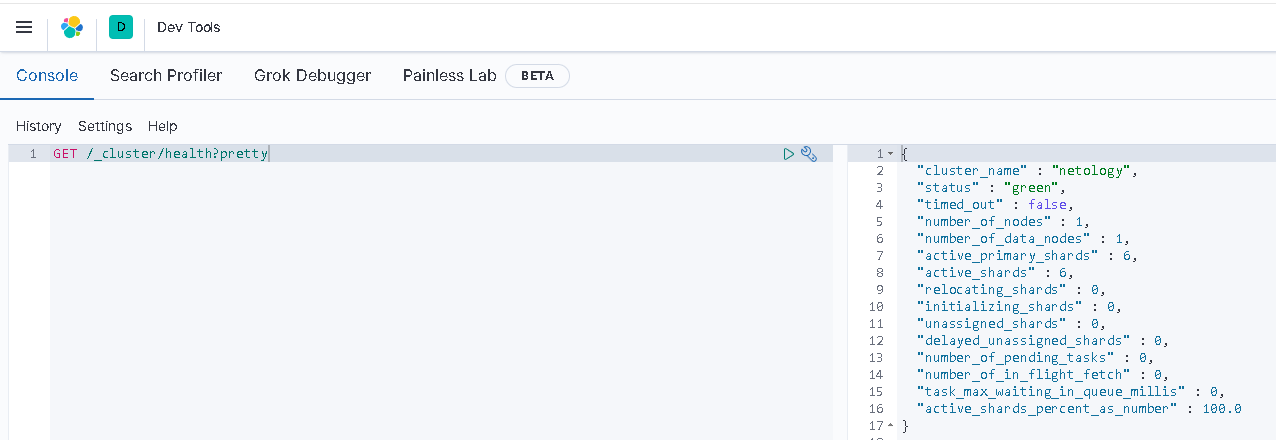 D Dev Tools
Console Search Profiler Grok Debugger Painless Lab BETA
History Settings Help
1 GET /_cluster/health?pretty
1 {
2 "cluster_name" : "netology",
3 "status" : "green",
4 "timed_out" : false,
5 "number_of_nodes" : 1,
6 "number_of_data_nodes" : 1,
7 "active_primary_shards" : 6,
8 "active_shards" : 6,
9 "relocating_shards" : 0,
10 "initializing_shards" : 0,
11 "unassigned_shards" : 0,
12 "delayed_unassigned_shards" : 0,
13 "number_of_pending_tasks" : 0,
14 "number_of_in_flight_fetch" : 0,
15 "task_max_waiting_in_queue_millis" : 0,
16 "active_shards_percent_as_number" : 100.0
17 }